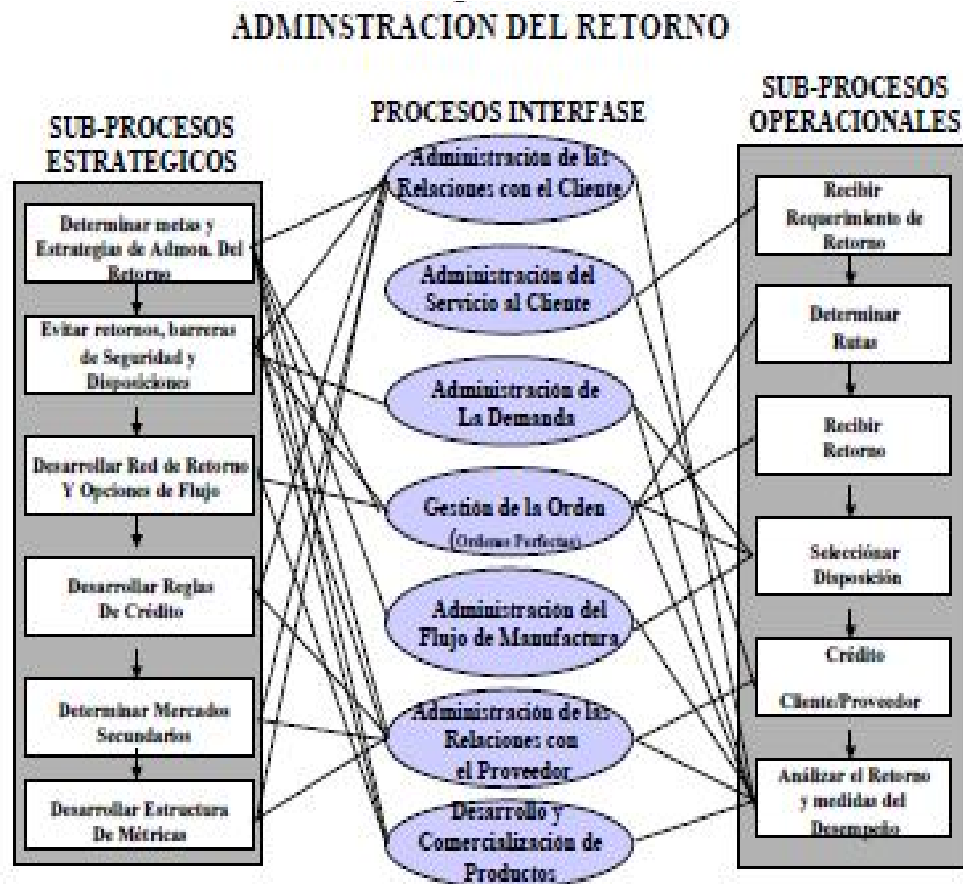 ADMINSTRACION DEL RETORNO
SUB-PROCESOS
ESTRATEGICOS
Determinar metas y
Estrategias de Admon. Del
Retorno
Evitar retornos, barreras
de Seguridad y
Disposiciones
Desarrollar Red de Retorno
Y Opciones de Flujo
Desarrollar Reglas
De Crédito
Determinar Mercados
Secundarios
Desarrollar Estructura
De Métricas
PROCESOS INTERFASE
Administración de las
Relaciones con el Cliente
Administración del
Servicio al Cliente
Administración de
La Demanda
Gestión de la Orden
(Ordenes Perfectas)
Administración del
Flujo de Manufactura
Administración de las
Relaciones con
el Proveedor
Desarrollo y
Comercialización de
Productos
SUB-PROCESOS
OPERACIONALES
Recibir
Requerimiento de
Retorno
Determinar
Rutas
Recibir
Retorno
Selecciónar
Disposición
Crédito
Cliente/Proveedor
Análizar el Retorno
y medidas del
Desempeño